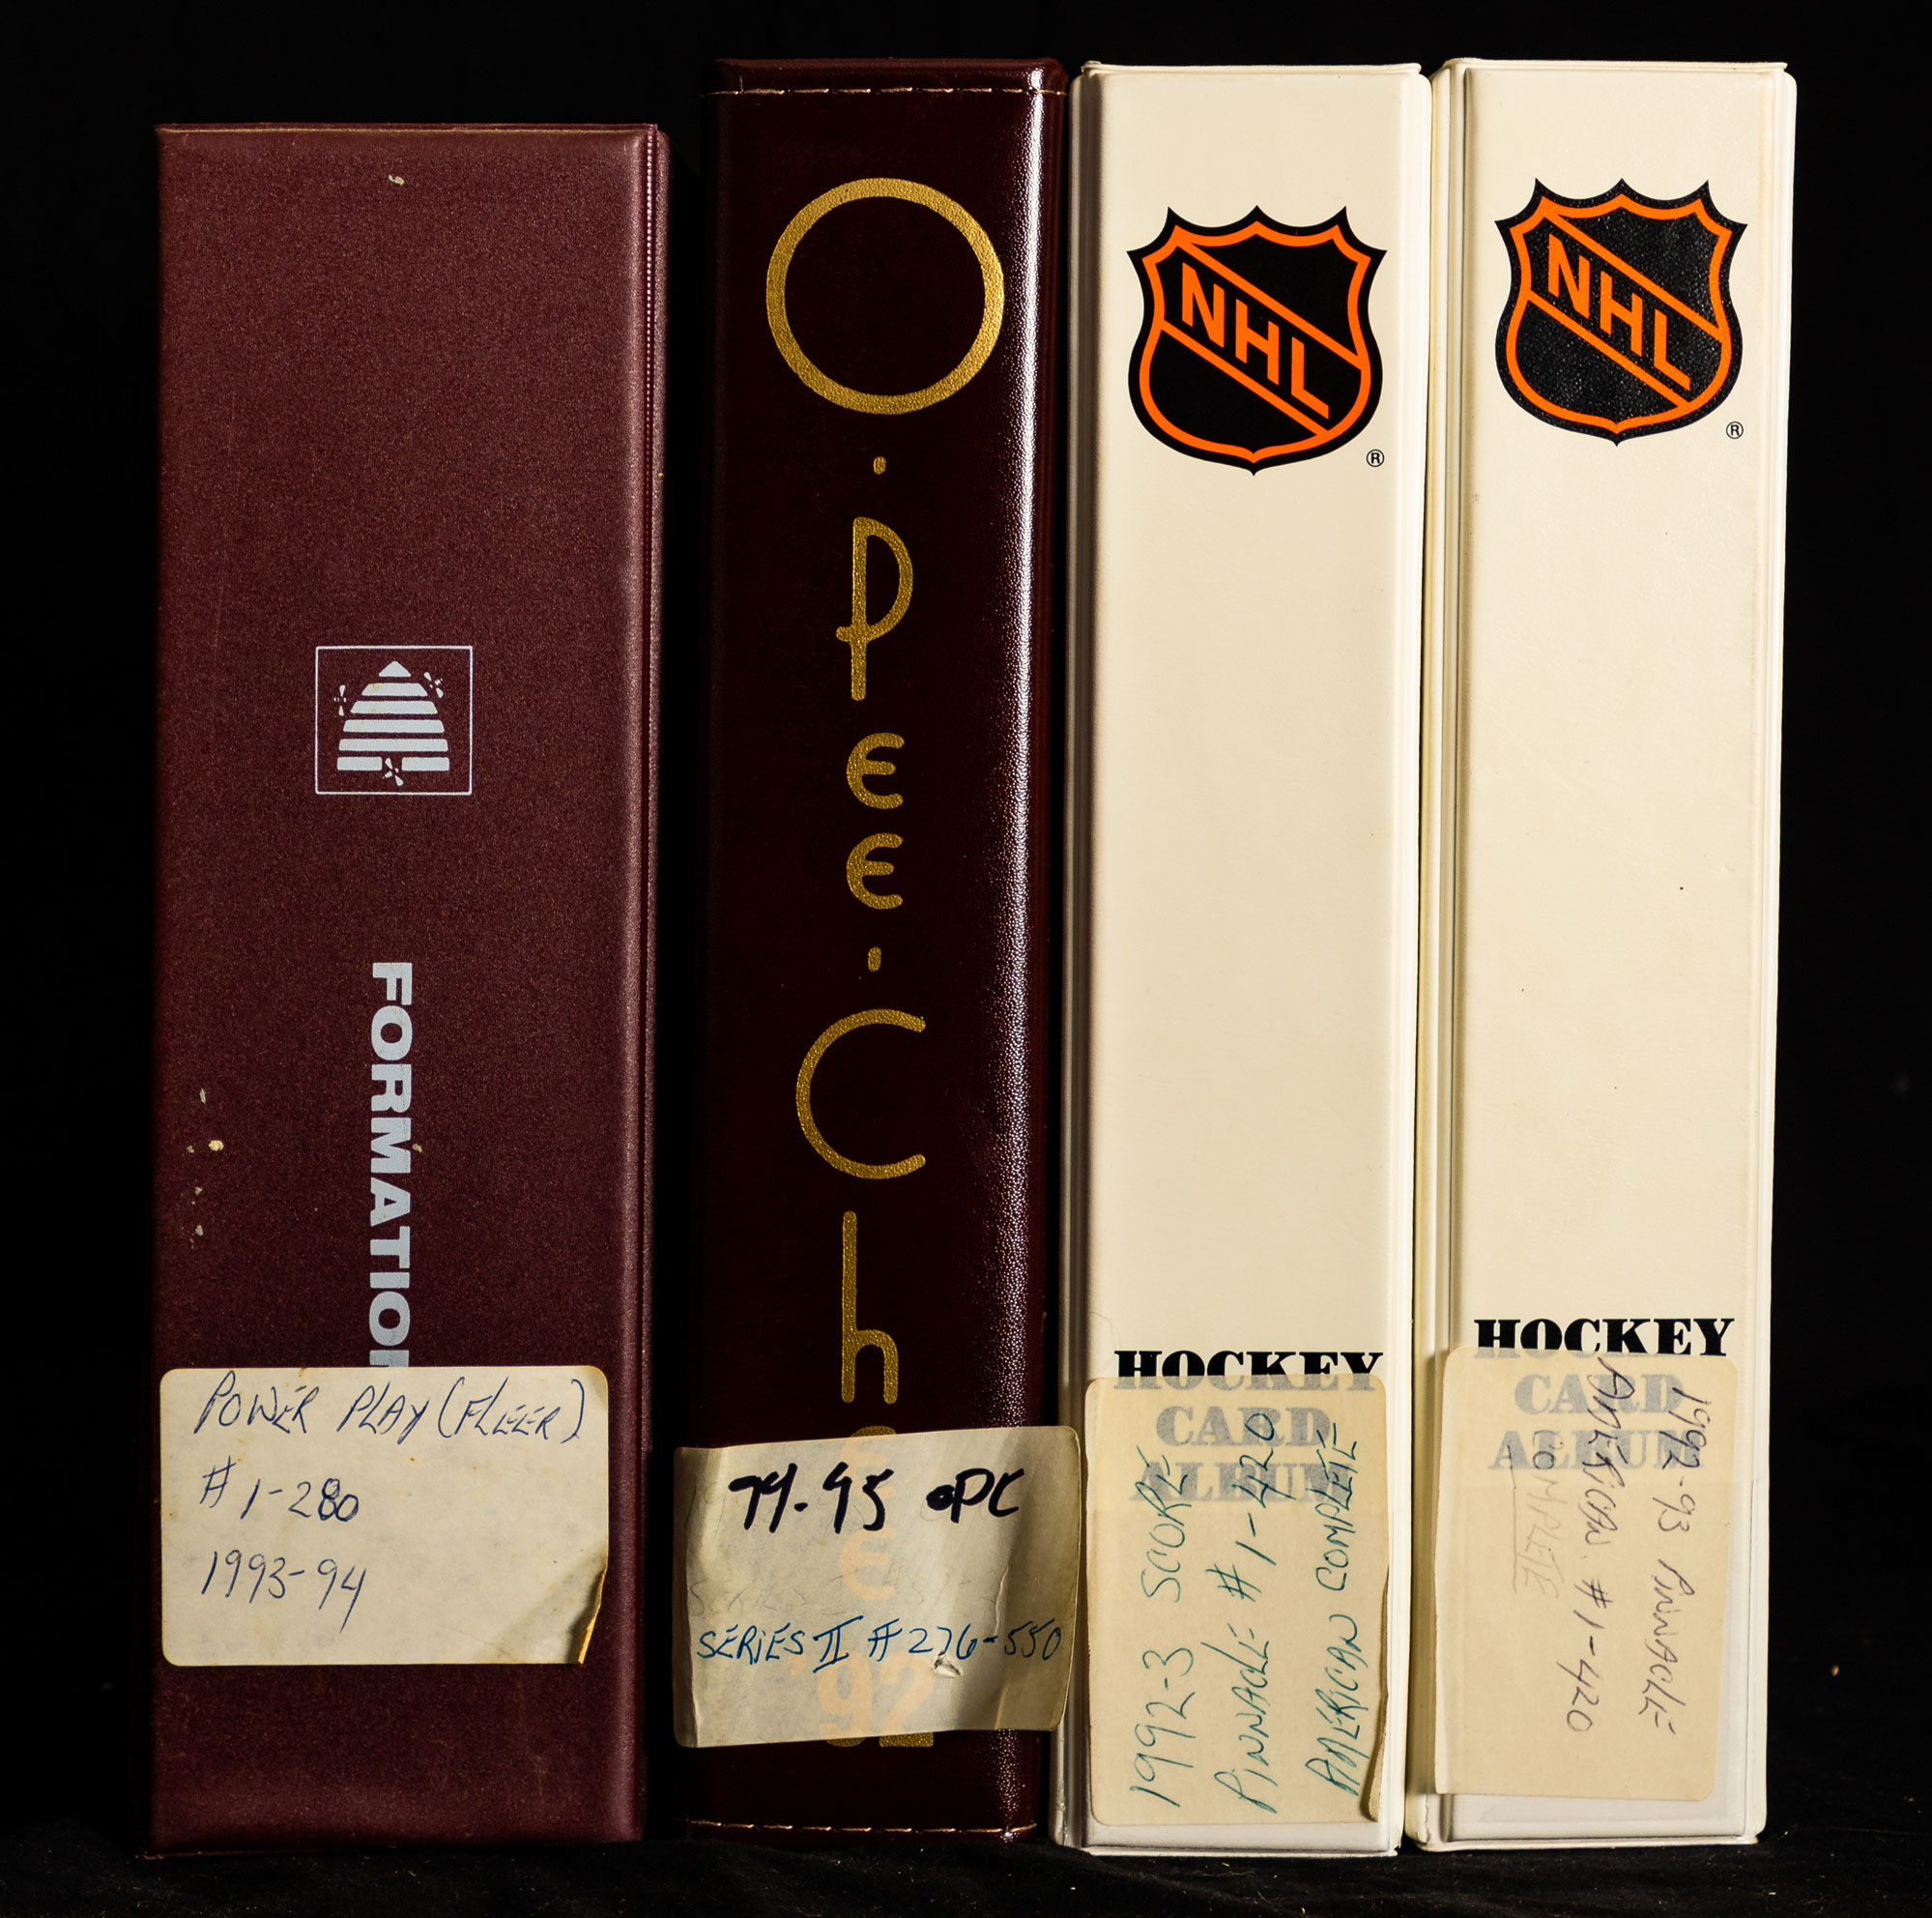 FORMATION
POWER PLAY (FLEER)
# 1-280
1993-94
O·Pee·Chee
'92
94-95 OPC
SERIES II # 276-550
NHL
®
HOCKEY
CARD
ALBUM
1992-3 SCORE
PINNACLE # 1-420
AMERICAN COMPLETE
NHL
®
HOCKEY
CARD
ALBUM
1992-93 PINNACLE
AMERICAN. # 1-420
COMPLETE